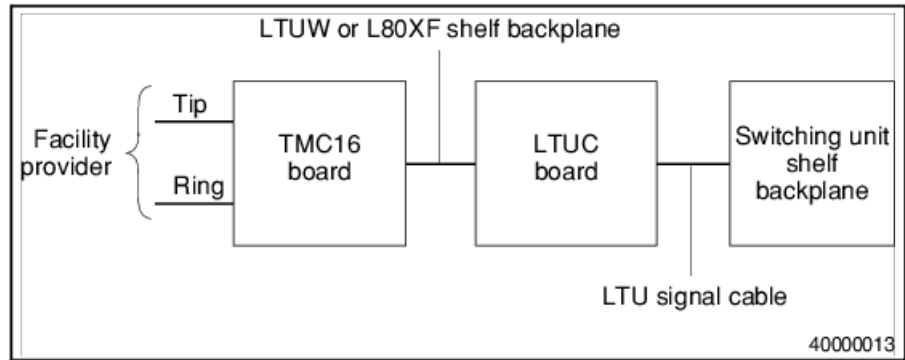 LTUW or L80XF shelf backplane
Tip
Facility
provider
Ring
TMC16
board
LTUC
board
Switching unit
shelf
backplane
LTU signal cable
40000013